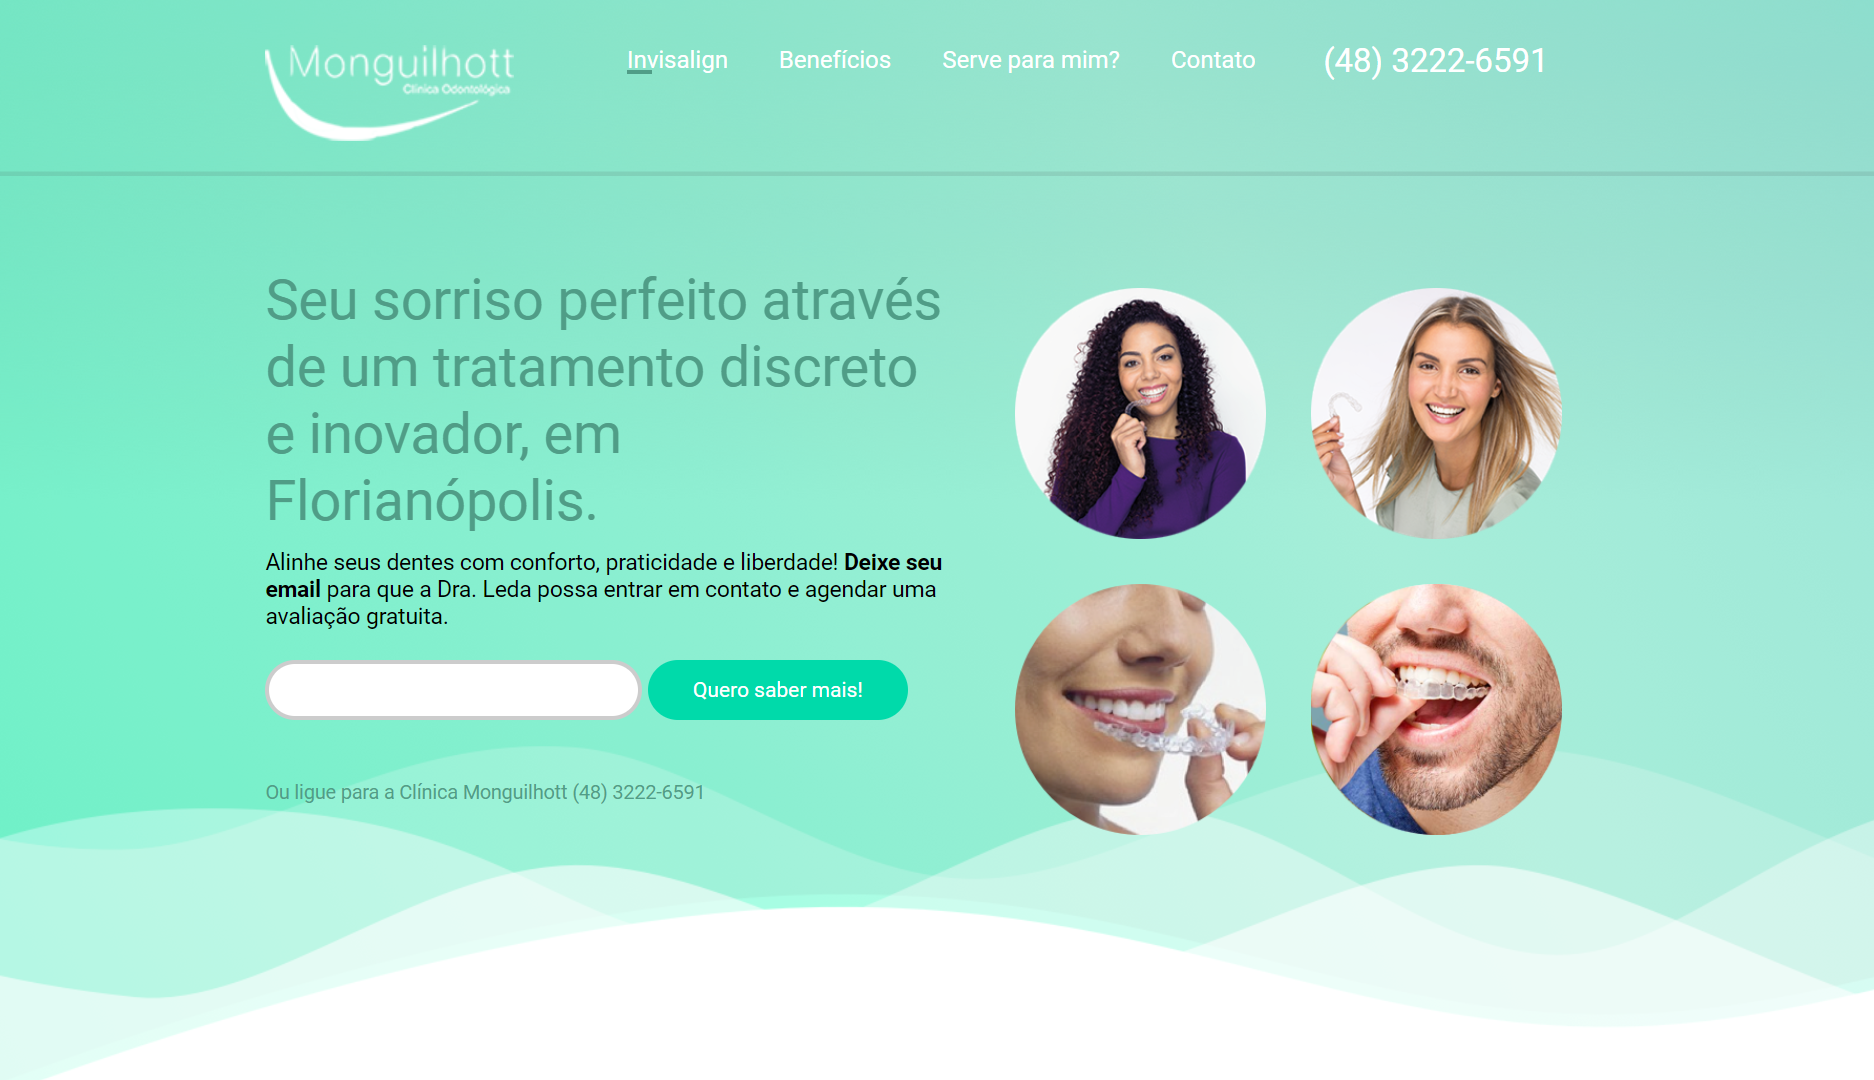 Monguilhott
Clínica Odontológica
Invisalign
Benefícios
Serve para mim?
Contato
(48) 3222-6591
Seu sorriso perfeito através
de um tratamento discreto
e inovador, em
Florianópolis.
Alinhe seus dentes com conforto, praticidade e liberdade! Deixe seu
email para que a Dra. Leda possa entrar em contato e agendar uma
avaliação gratuita.
Quero saber mais!
Ou ligue para a Clínica Monguilhott (48) 3222-6591